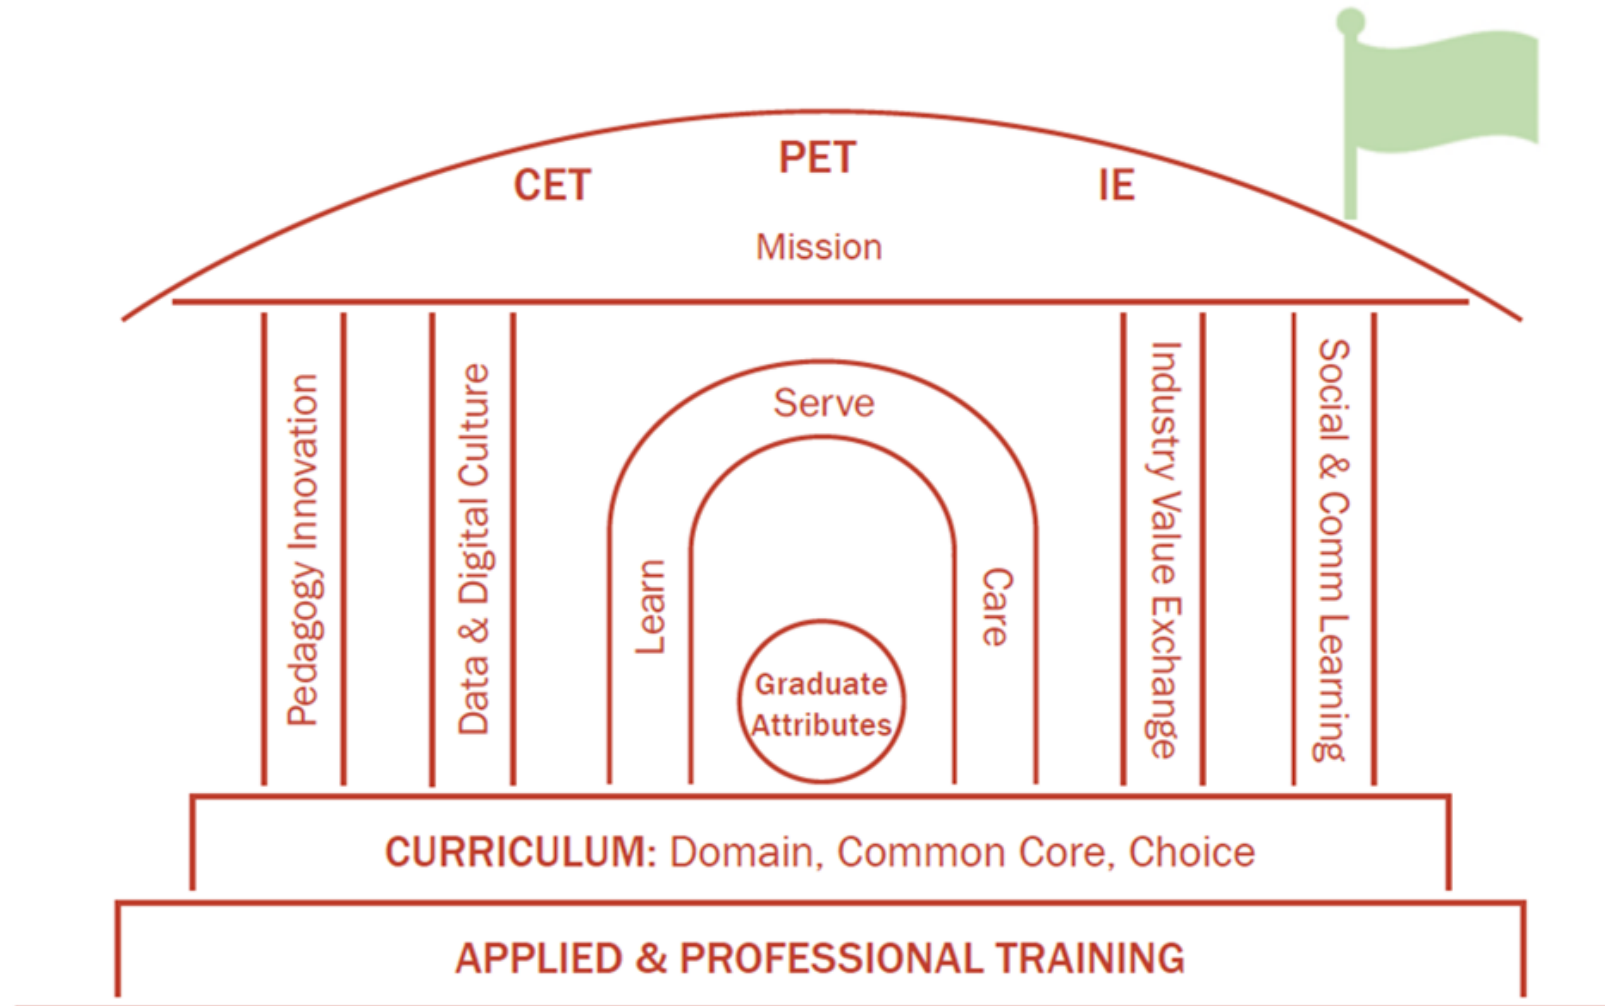 PET
CET
IE
Mission
Pedagogy Innovation
Data & Digital Culture
Serve
Learn
Care
Graduate
Attributes
Industry Value Exchange
Social & Comm Learning
CURRICULUM: Domain, Common Core, Choice
APPLIED & PROFESSIONAL TRAINING